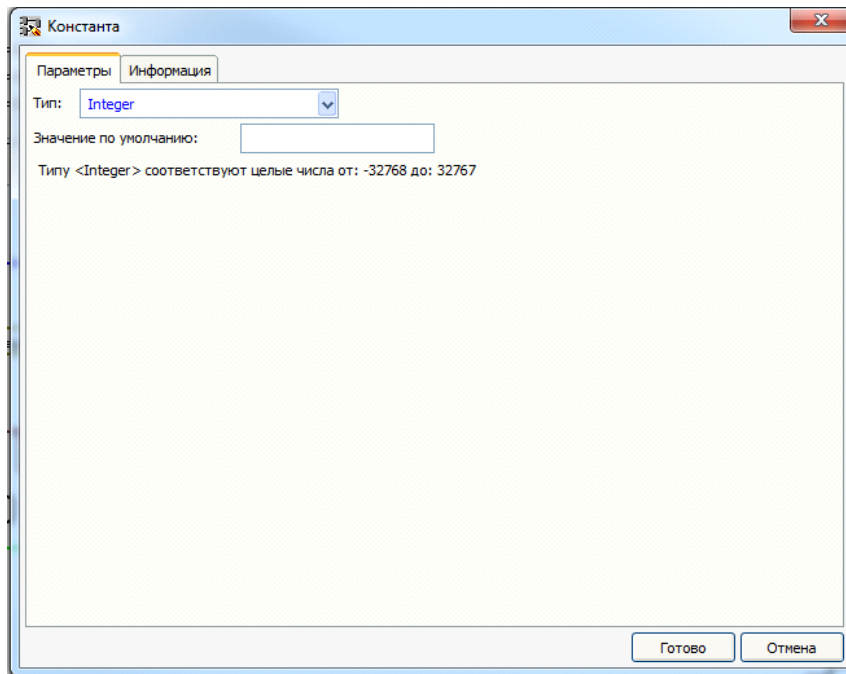 Константа
Параметры Информация
Тип: Integer
Значение по умолчанию:
Типу <Integer> соответствуют целые числа от: -32768 до: 32767
Готово Отмена